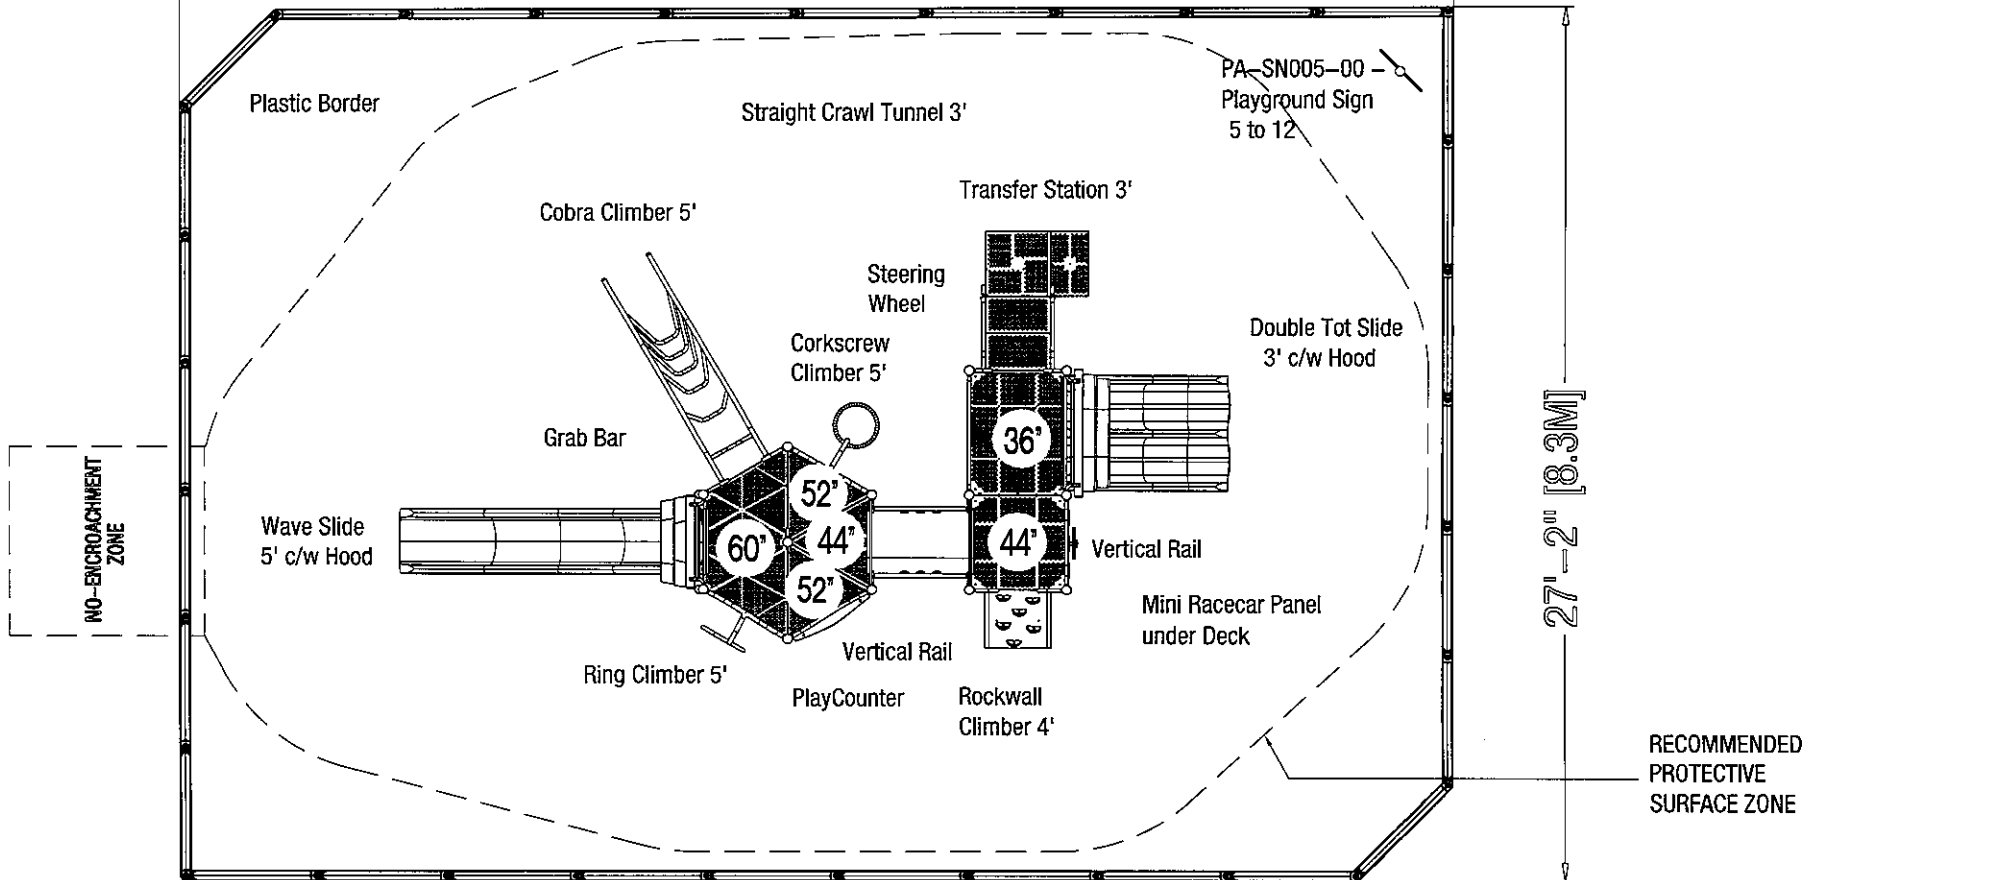 PA-SN005-00 -
Playground Sign
5 to 12
Plastic Border
Straight Crawl Tunnel 3'
Transfer Station 3'
Cobra Climber 5'
Steering
Wheel
Corkscrew
Climber 5'
Double Tot Slide
3' c/w Hood
Grab Bar
36"
52"
44"
60"
52"
44"
NO-ENCROACHMENT
ZONE
Wave Slide
5' c/w Hood
Vertical Rail
Mini Racecar Panel
under Deck
27'-2" [8.3M]
Vertical Rail
Ring Climber 5'
PlayCounter
Rockwall
Climber 4'
RECOMMENDED
PROTECTIVE
SURFACE ZONE